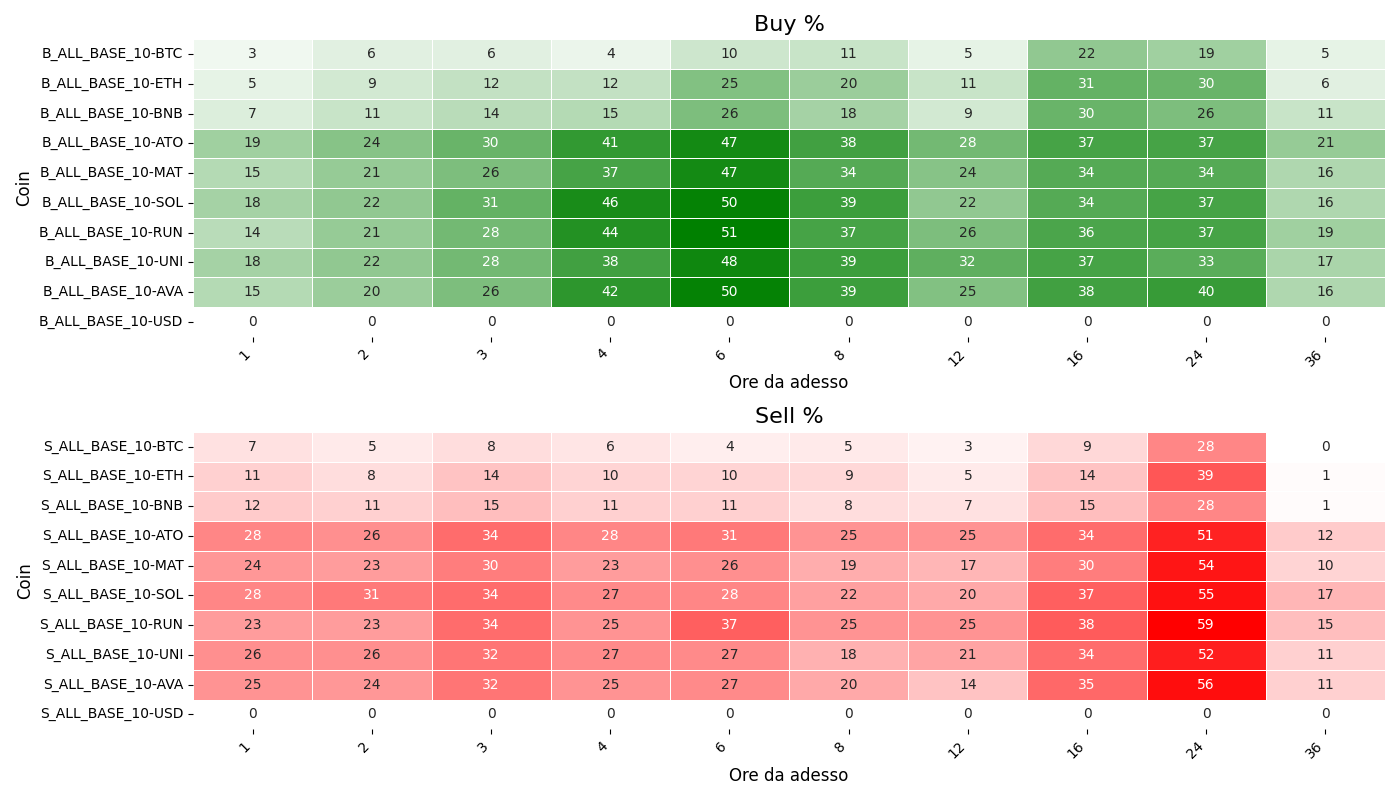 Buy %
Coin
B_ALL_BASE_10-BTC 3 6 6 4 10 11 5 22 19 5
B_ALL_BASE_10-ETH 5 9 12 12 25 20 11 31 30 6
B_ALL_BASE_10-BNB 7 11 14 15 26 18 9 30 26 11
B_ALL_BASE_10-ATO 19 24 30 41 47 38 28 37 37 21
B_ALL_BASE_10-MAT 15 21 26 37 47 34 24 34 34 16
B_ALL_BASE_10-SOL 18 22 31 46 50 39 22 34 37 16
B_ALL_BASE_10-RUN 14 21 28 44 51 37 26 36 37 19
B_ALL_BASE_10-UNI 18 22 28 38 48 39 32 37 33 17
B_ALL_BASE_10-AVA 15 20 26 42 50 39 25 38 40 16
B_ALL_BASE_10-USD 0 0 0 0 0 0 0 0 0 0
1 2 3 4 6 8 12 16 24 36
Ore da adesso
Sell %
Coin
S_ALL_BASE_10-BTC 7 5 8 6 4 5 3 9 28 0
S_ALL_BASE_10-ETH 11 8 14 10 10 9 5 14 39 1
S_ALL_BASE_10-BNB 12 11 15 11 11 8 7 15 28 1
S_ALL_BASE_10-ATO 28 26 34 28 31 25 25 34 51 12
S_ALL_BASE_10-MAT 24 23 30 23 26 19 17 30 54 10
S_ALL_BASE_10-SOL 28 31 34 27 28 22 20 37 55 17
S_ALL_BASE_10-RUN 23 23 34 25 37 25 25 38 59 15
S_ALL_BASE_10-UNI 26 26 32 27 27 18 21 34 52 11
S_ALL_BASE_10-AVA 25 24 32 25 27 20 14 35 56 11
S_ALL_BASE_10-USD 0 0 0 0 0 0 0 0 0 0
1 2 3 4 6 8 12 16 24 36
Ore da adesso